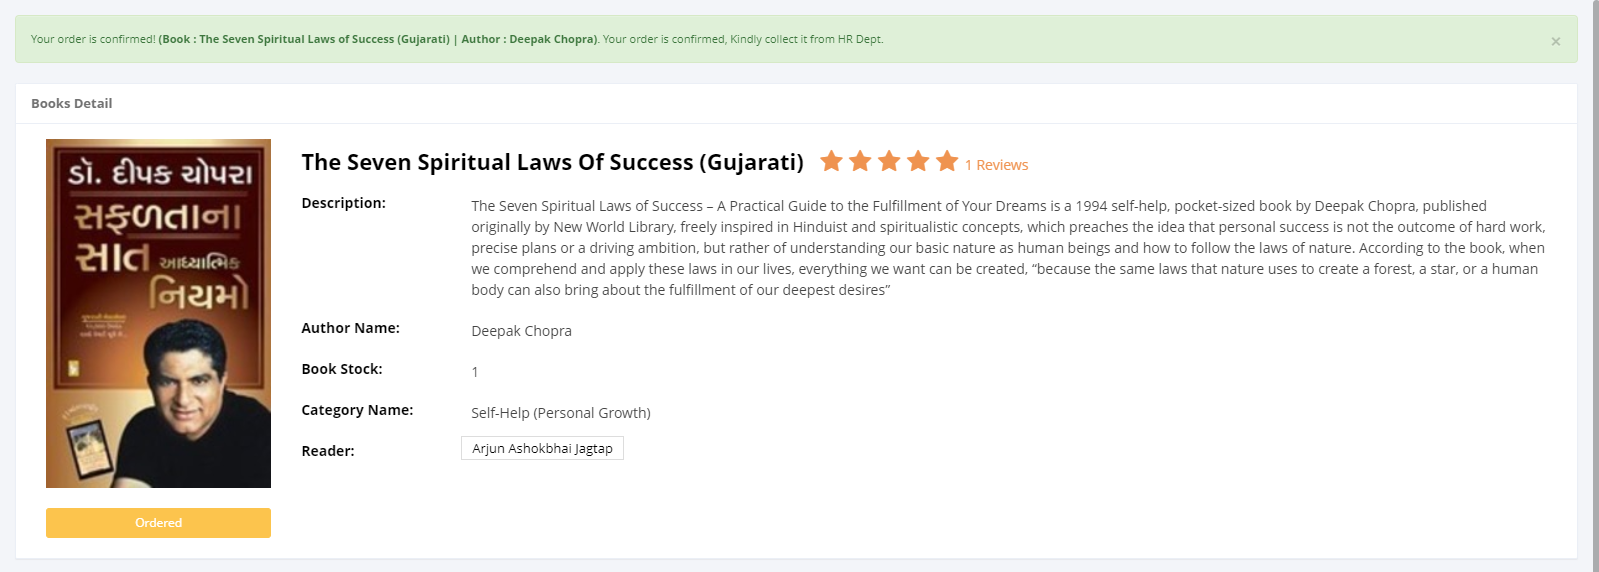 Your order is confirmed! (Book : The Seven Spiritual Laws of Success (Gujarati) | Author : Deepak Chopra). Your order is confirmed, Kindly collect it from HR Dept.
×
Books Detail
ડૉ. દીપક ચોપરા
સફળતાના
સાત આધ્યાત્મિક
નિયમો
The Seven Spiritual Laws Of Success (Gujarati) 1 Reviews
Description: The Seven Spiritual Laws of Success – A Practical Guide to the Fulfillment of Your Dreams is a 1994 self-help, pocket-sized book by Deepak Chopra, published
originally by New World Library, freely inspired in Hinduist and spiritualistic concepts, which preaches the idea that personal success is not the outcome of hard work,
precise plans or a driving ambition, but rather of understanding our basic nature as human beings and how to follow the laws of nature. According to the book, when
we comprehend and apply these laws in our lives, everything we want can be created, “because the same laws that nature uses to create a forest, a star, or a human
body can also bring about the fulfillment of our deepest desires”
Author Name: Deepak Chopra
Book Stock: 1
Category Name: Self-Help (Personal Growth)
Reader: Arjun Ashokbhai Jagtap
Ordered